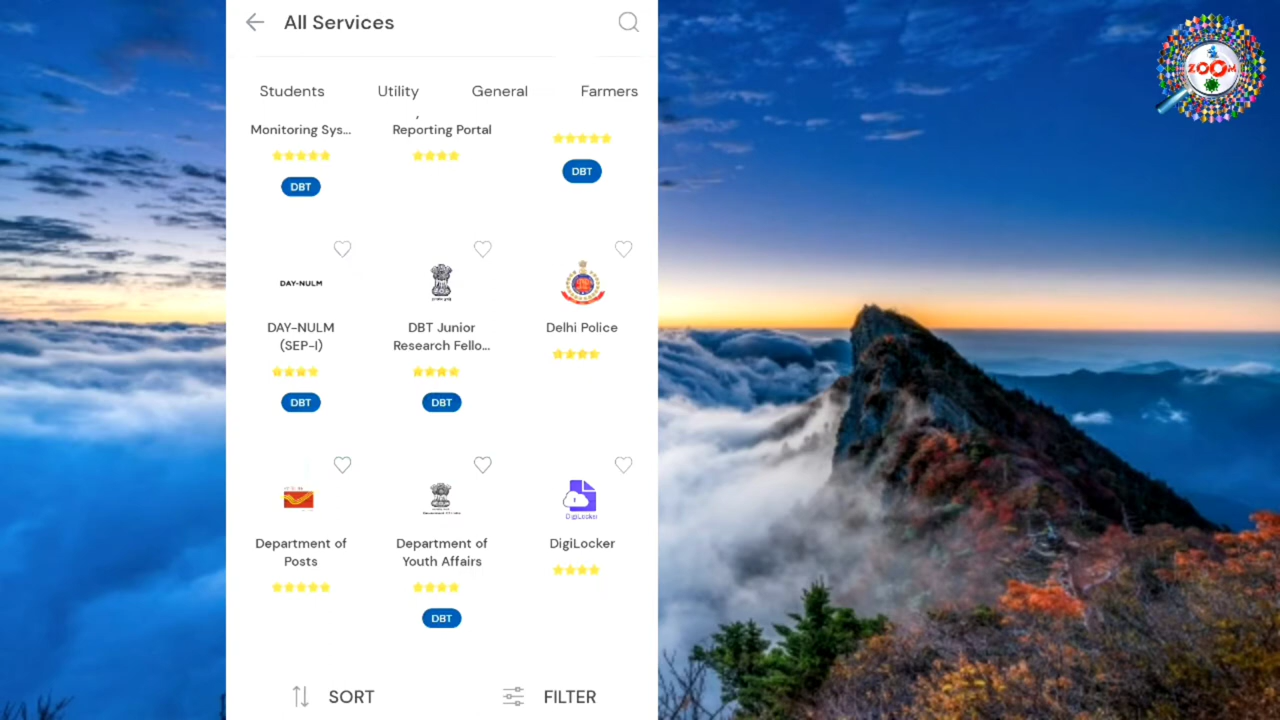 All Services
ZOOM
Students Utility General Farmers
Monitoring Sys... Reporting Portal
DBT DBT
DAY-NULM
DAY-NULM (SEP-I)
DBT Junior Research Fello...
Delhi Police
DBT DBT
DigiLocker
Department of Posts
Department of Youth Affairs
DigiLocker
DBT
SORT FILTER